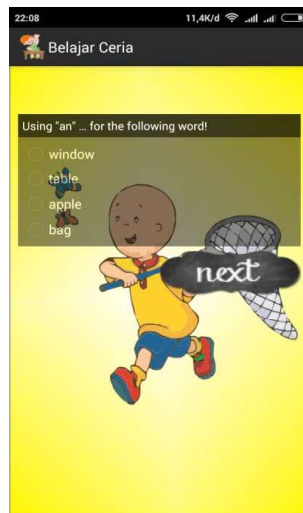 22:08
11,4K/d
Belajar Ceria
Using "an" ... for the following word!
window
table
apple
bag
next